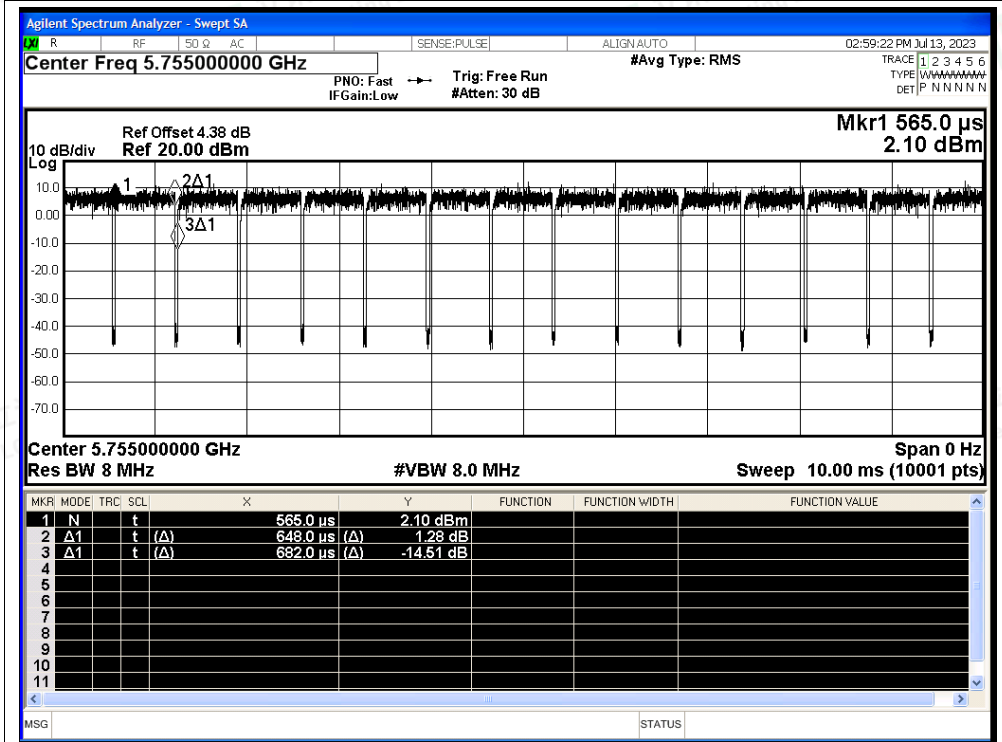 Agilent Spectrum Analyzer - Swept SA
LXI R RF 50 Ω AC SENSE:PULSE ALIGN AUTO 02:59:22 PM Jul 13, 2023
Center Freq 5.755000000 GHz #Avg Type: RMS TRACE 1 2 3 4 5 6
PNO: Fast Trig: Free Run TYPE
IFGain:Low #Atten: 30 dB DET P N N N N N
Mkr1 565.0 µs
Ref Offset 4.38 dB
10 dB/div Ref 20.00 dBm 2.10 dBm
Log
10.0
1 2Δ1
0.00
3Δ1
-10.0
-20.0
-30.0
-40.0
-50.0
-60.0
-70.0
Center 5.755000000 GHz Span 0 Hz
Res BW 8 MHz #VBW 8.0 MHz Sweep 10.00 ms (10001 pts)
MKR MODE TRC SCL X Y FUNCTION FUNCTION WIDTH FUNCTION VALUE
1 N t 565.0 µs 2.10 dBm
2 Δ1 t (Δ) 648.0 µs (Δ) 1.28 dB
3 Δ1 t (Δ) 682.0 µs (Δ) -14.51 dB
4
5
6
7
8
9
10
11
MSG STATUS